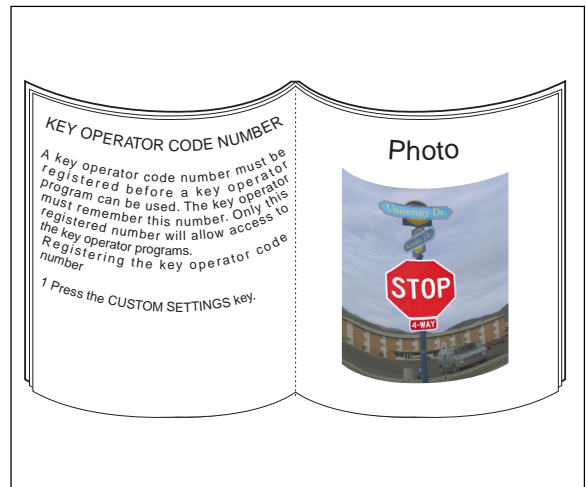 KEY OPERATOR CODE NUMBER
A key operator code number must be
registered before a key operator
program can be used. The key operator
must remember this number. Only this
registered number will allow access to
the key operator programs.
Registering the key operator code
number
1 Press the CUSTOM SETTINGS key.
Photo
University Dr.
STOP
4-WAY